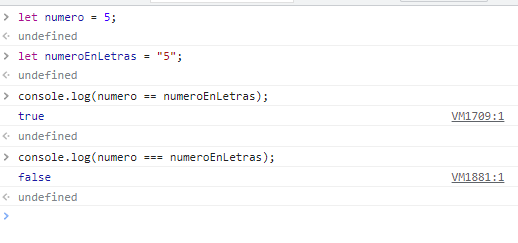 let numero = 5;
undefined
let numeroEnLetras = "5";
undefined
console.log(numero == numeroEnLetras);
true VM1709:1
undefined
console.log(numero === numeroEnLetras);
false VM1881:1
undefined